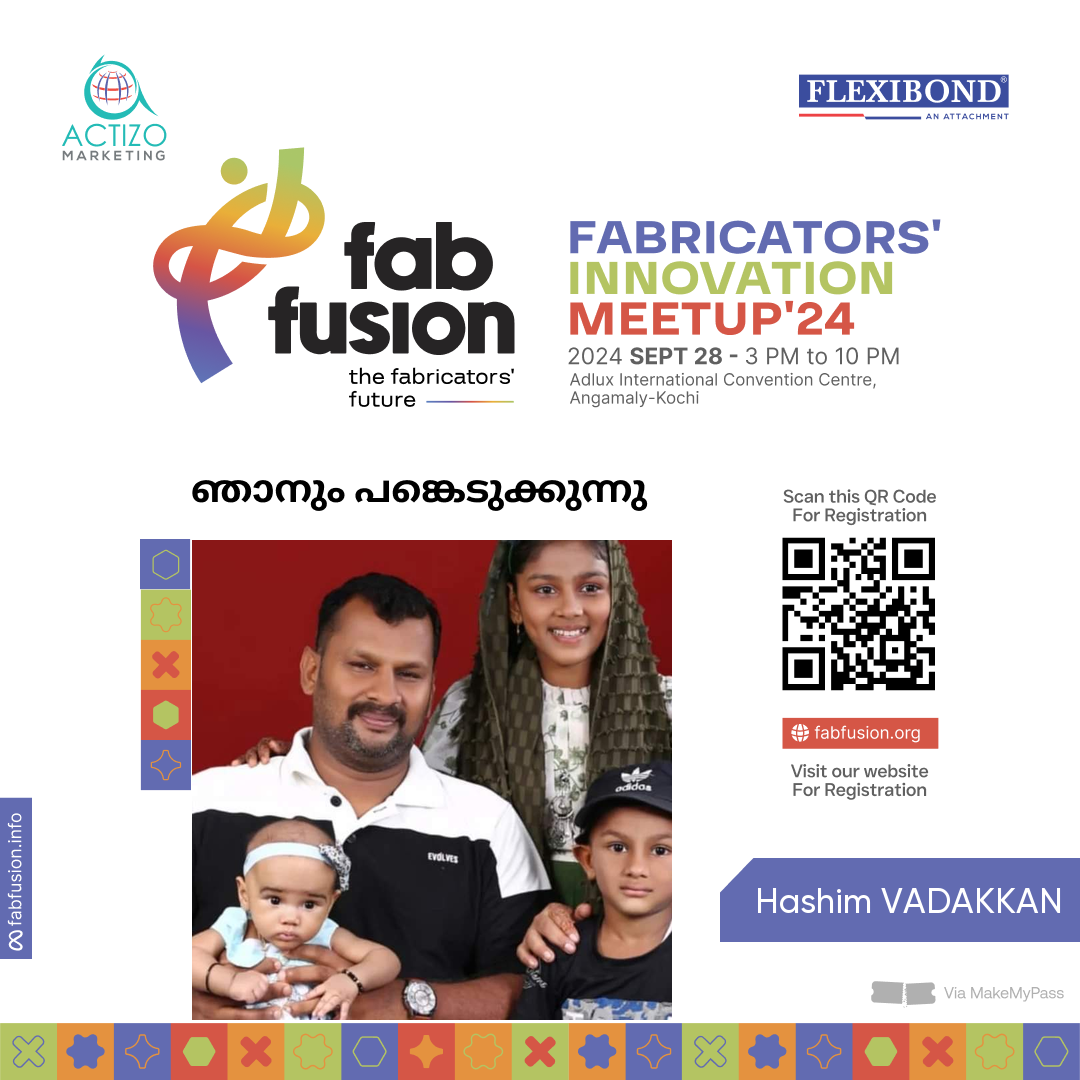 ACTIZO
MARKETING
FLEXIBOND®
AN ATTACHMENT
fab
fusion
the fabricators'
future
FABRICATORS'
INNOVATION
MEETUP'24
2024 SEPT 28 - 3 PM to 10 PM
Adlux International Convention Centre,
Angamaly-Kochi
ഞാനും പങ്കെടുക്കുന്നു
Scan this QR Code
For Registration
fabfusion.org
Visit our website
For Registration
adidas
EVOLVES
fabfusion.info
Hashim VADAKKAN
Via MakeMyPass